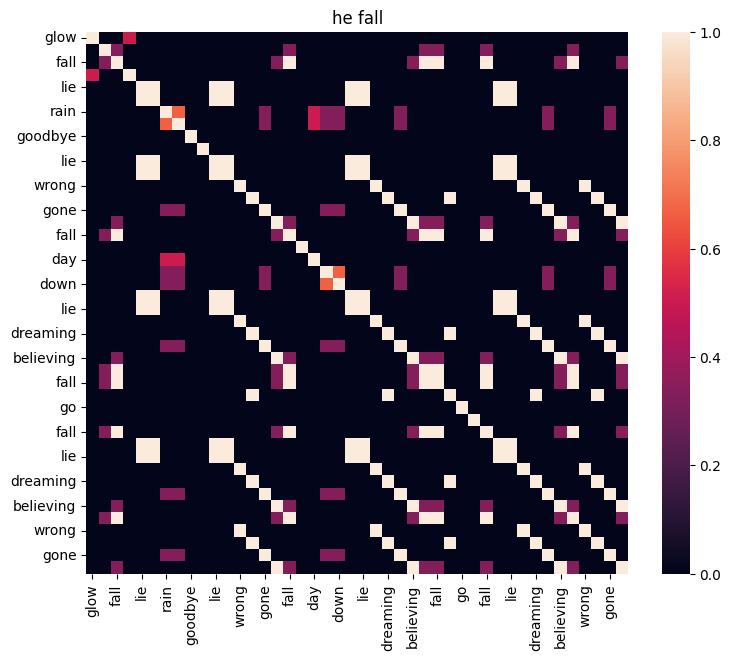 he fall
glow
fall
lie
rain
goodbye
lie
wrong
gone
fall
day
down
lie
dreaming
believing
fall
go
fall
lie
dreaming
believing
wrong
gone
1.0
0.8
0.6
0.4
0.2
0.0
glow
fall
lie
rain
goodbye
lie
wrong
gone
fall
day
down
lie
dreaming
believing
fall
go
fall
lie
dreaming
believing
wrong
gone